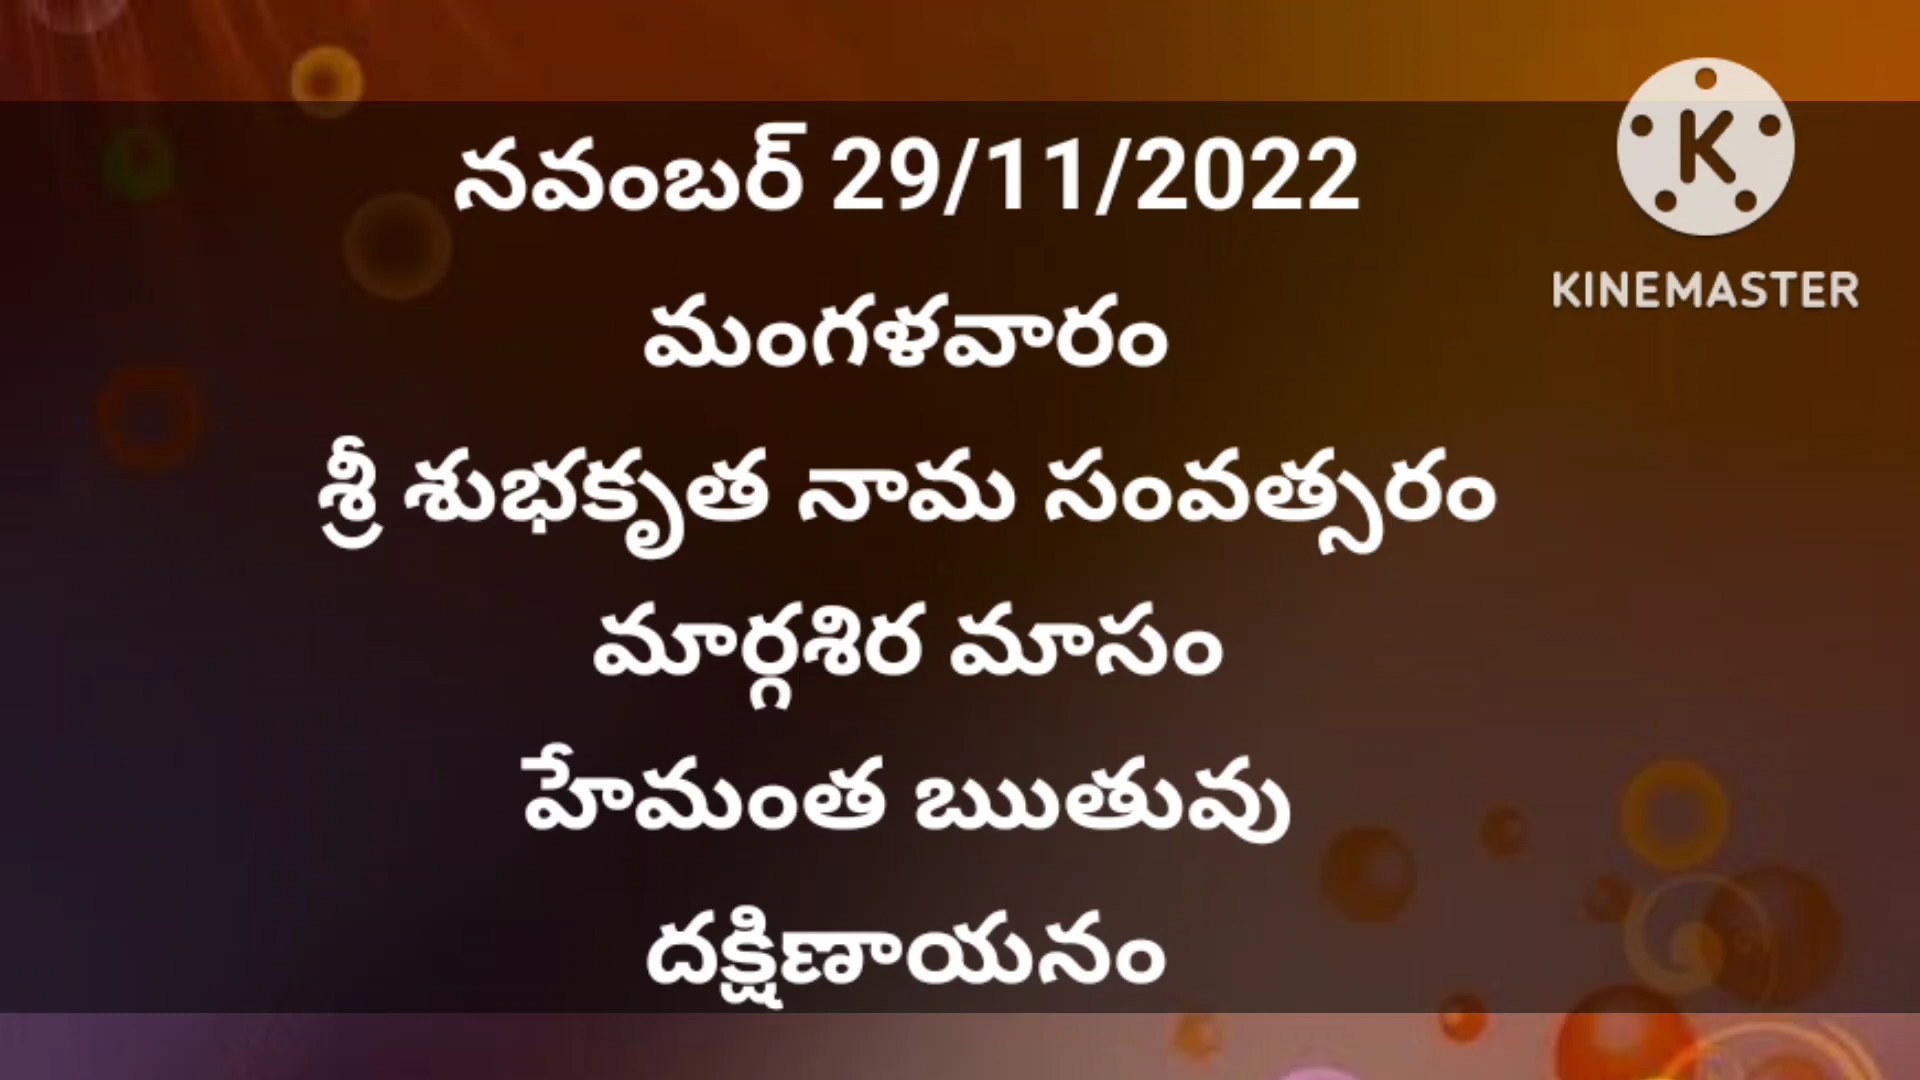 నవంబర్ 29/11/2022
మంగళవారం
శ్రీ శుభకృత నామ సంవత్సరం
మార్గశిర మాసం
హేమంత ఋతువు
దక్షిణాయనం
K
KINEMASTER